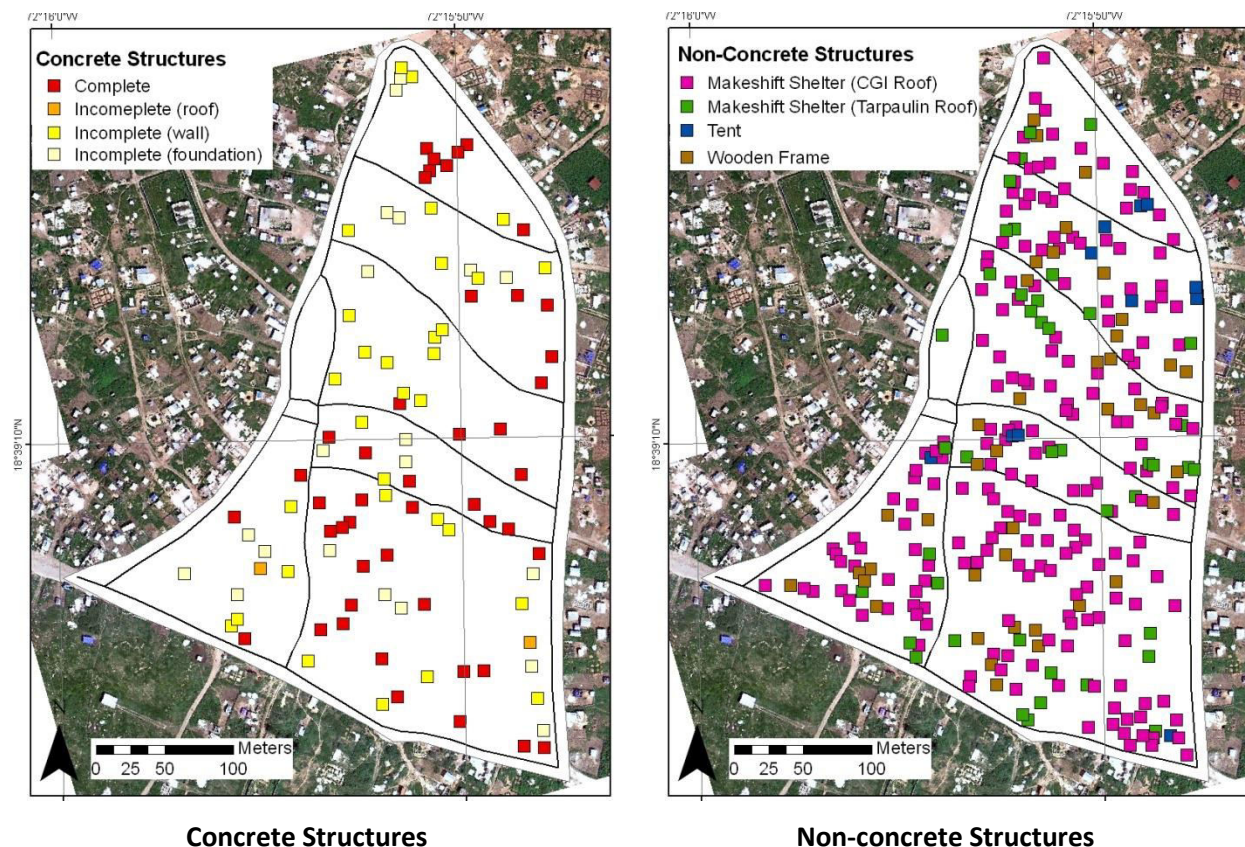 72°16'0"W
72°15'50"W
72°16'0"W
72°15'50"W
Concrete Structures
Complete
Incomeplete (roof)
Incomplete (wall)
Incomplete (foundation)
Non-Concrete Structures
Makeshift Shelter (CGI Roof)
Makeshift Shelter (Tarpaulin Roof)
Tent
Wooden Frame
18°39'10"N
18°39'10"N
N
N
Meters
0 25 50 100
Meters
0 25 50 100
Concrete Structures
Non-concrete Structures